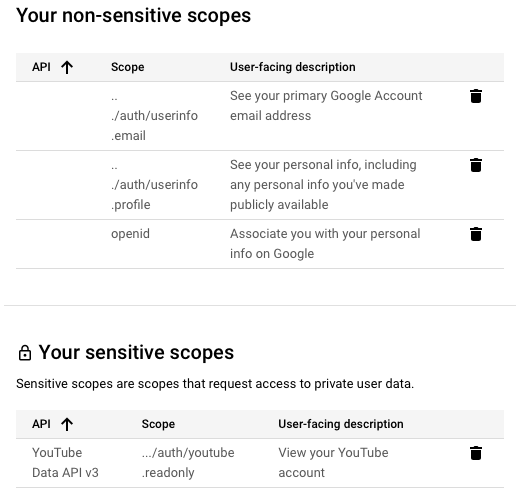 Your non-sensitive scopes
API Scope User-facing description
.. See your primary Google Account
./auth/userinfo email address
.email
.. See your personal info, including
./auth/userinfo any personal info you've made
.profile publicly available
openid Associate you with your personal
info on Google
Your sensitive scopes
Sensitive scopes are scopes that request access to private user data.
API Scope User-facing description
YouTube .../auth/youtube View your YouTube
Data API v3 .readonly account